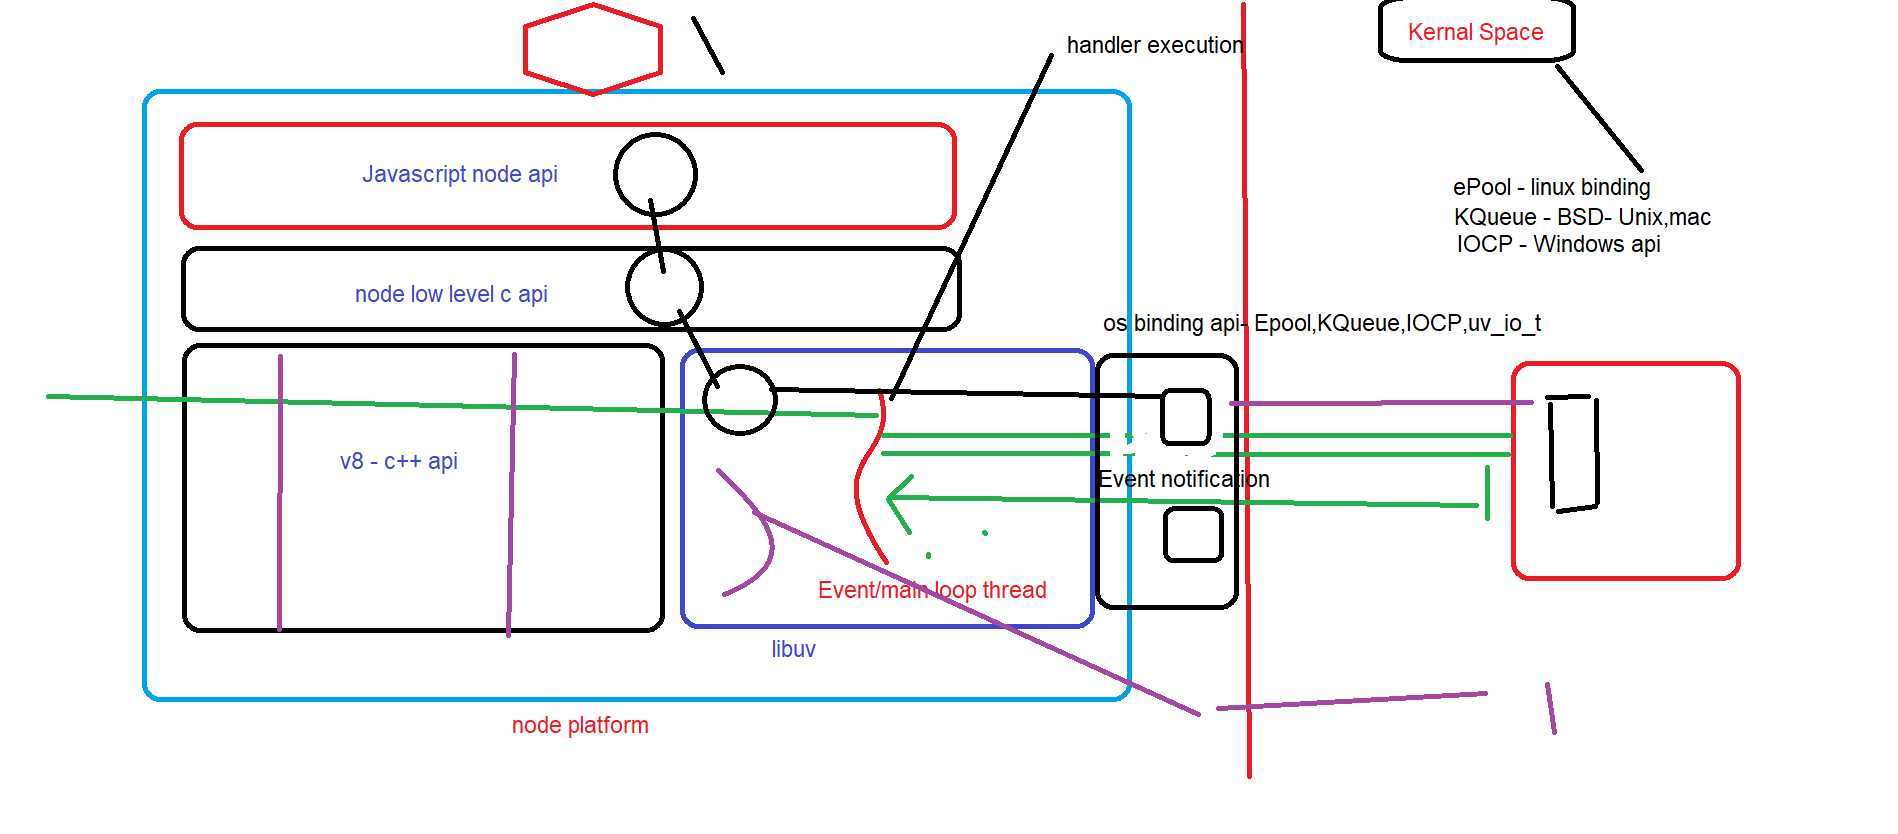 handler execution
Kernal Space
Javascript node api
ePool - linux binding
KQueue - BSD- Unix,mac
IOCP - Windows api
node low level c api
os binding api- Epool,KQueue,IOCP,uv_io_t
v8 - c++ api
Event notification
Event/main loop thread
libuv
node platform